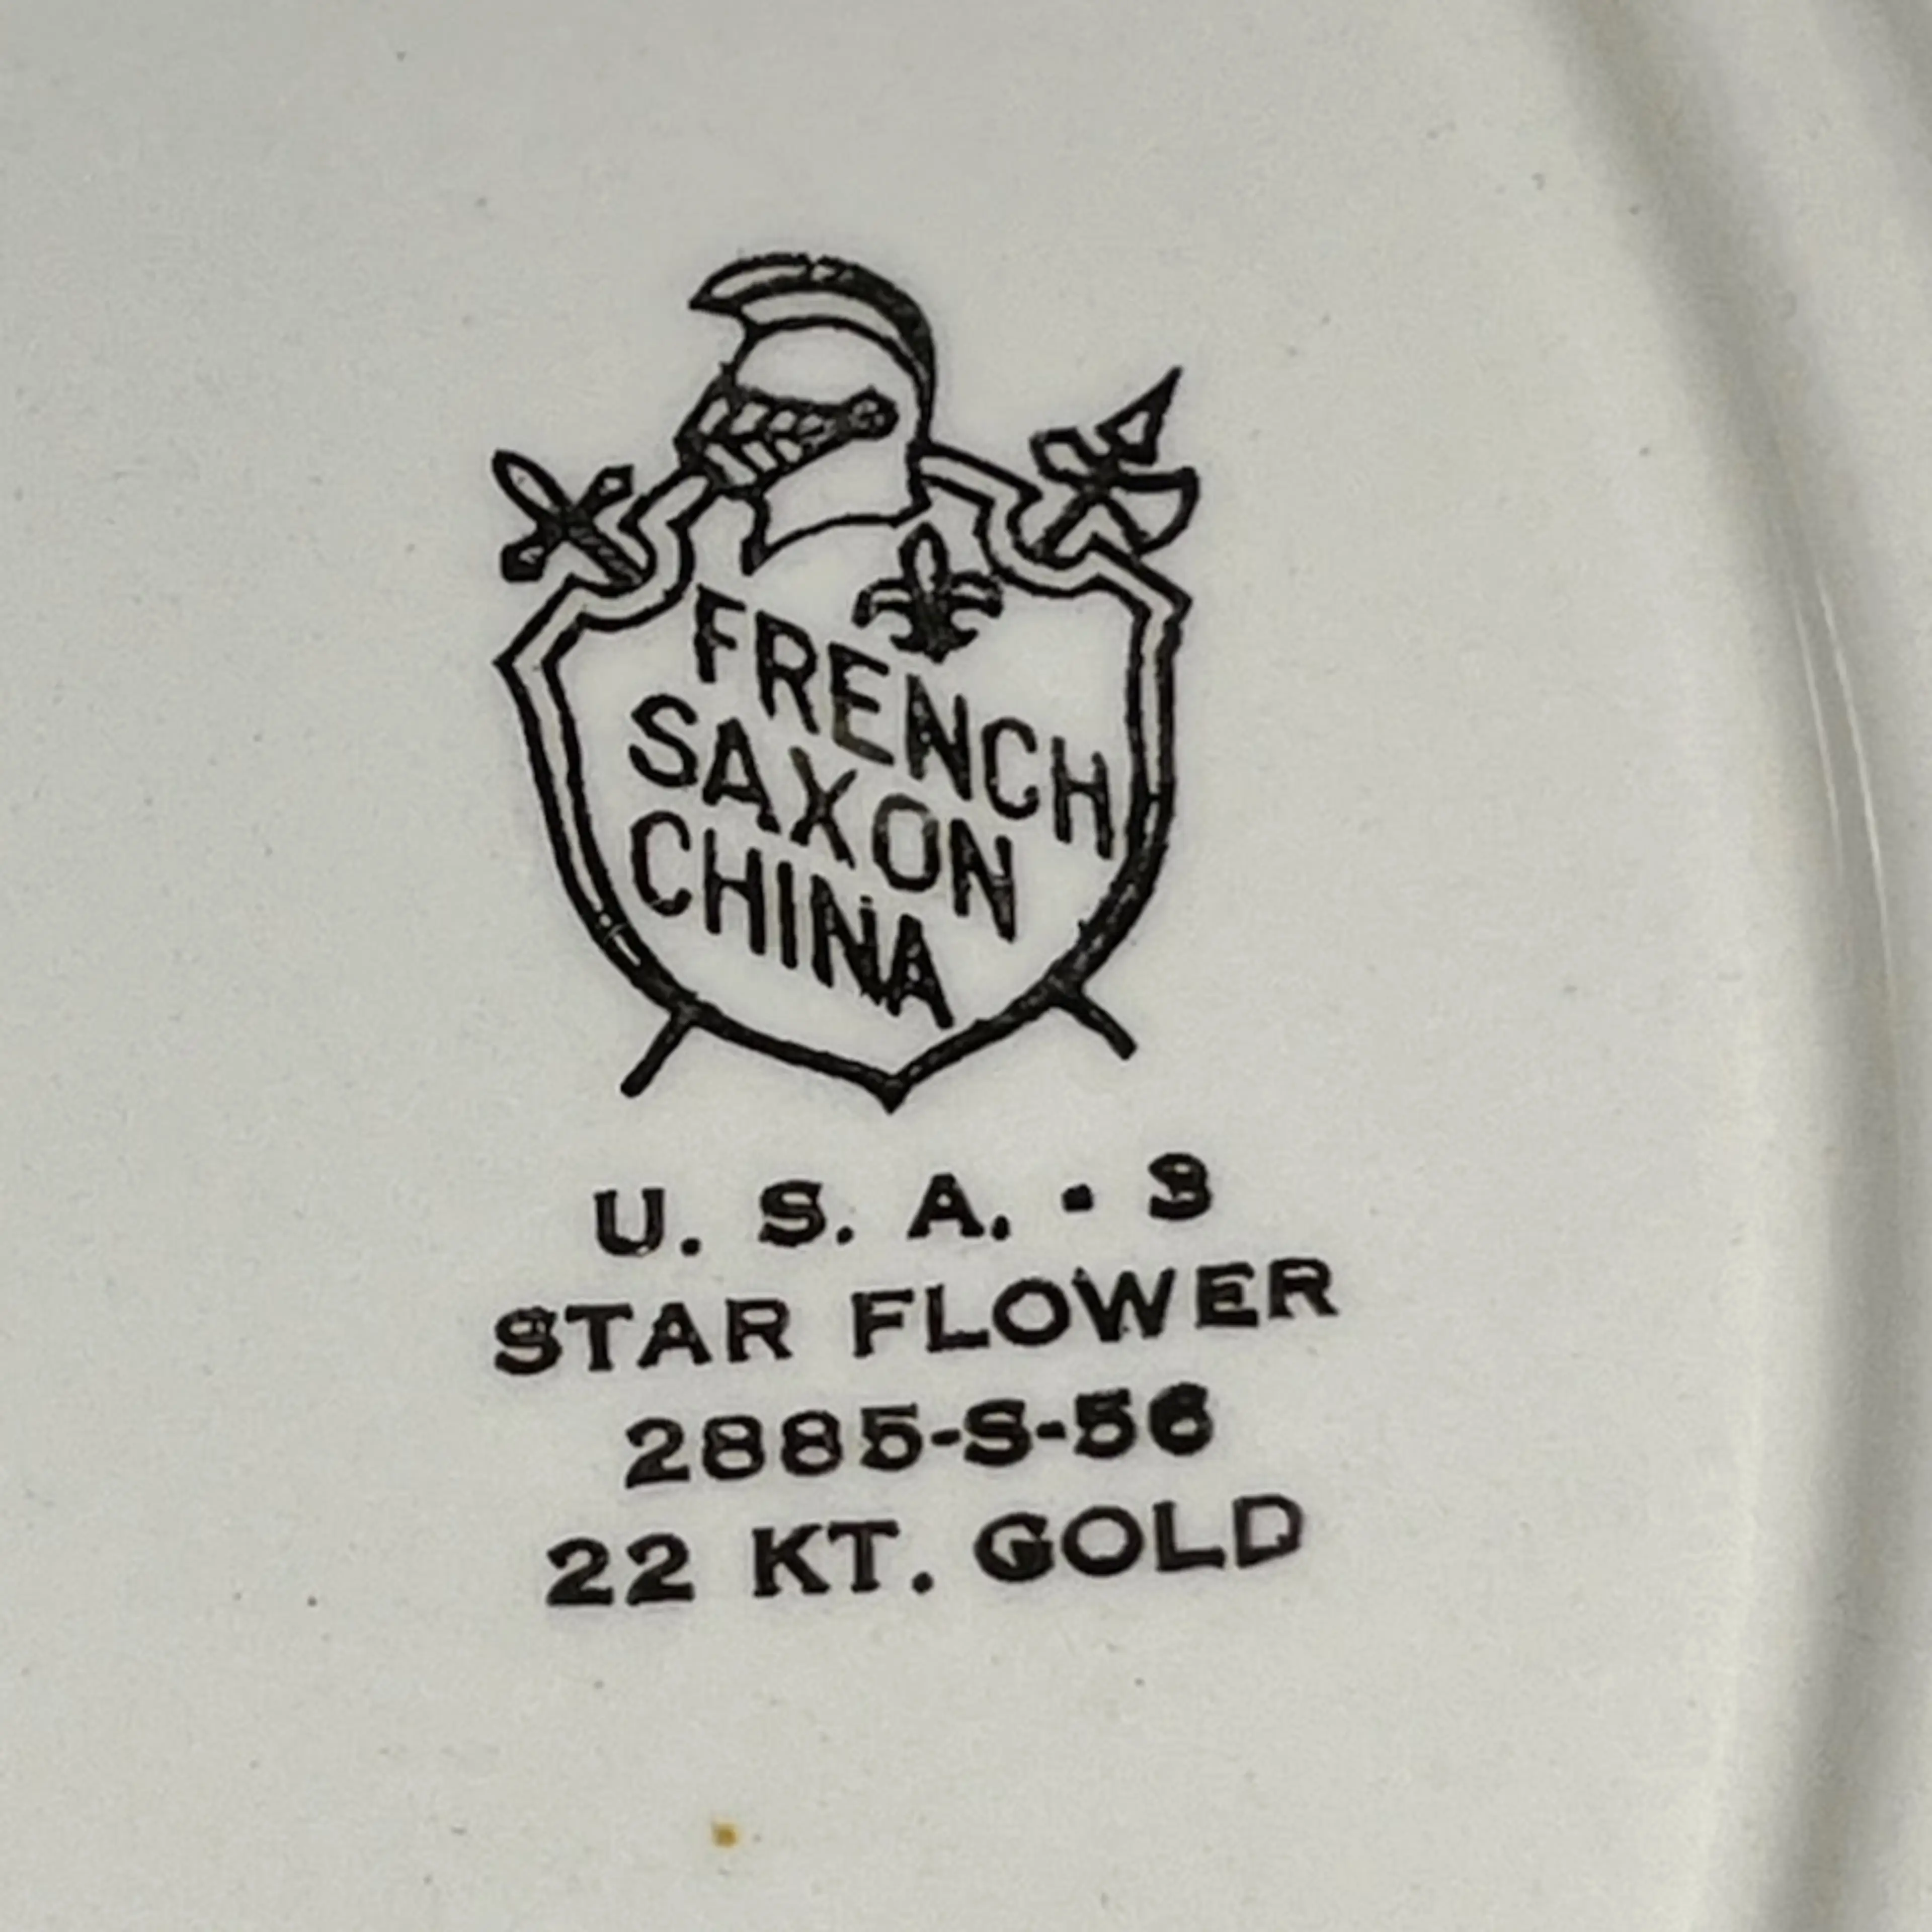 FRENCH
SAXON
CHINA
U. S. A. · 3
STAR FLOWER
2885-S-56
22 KT. GOLD